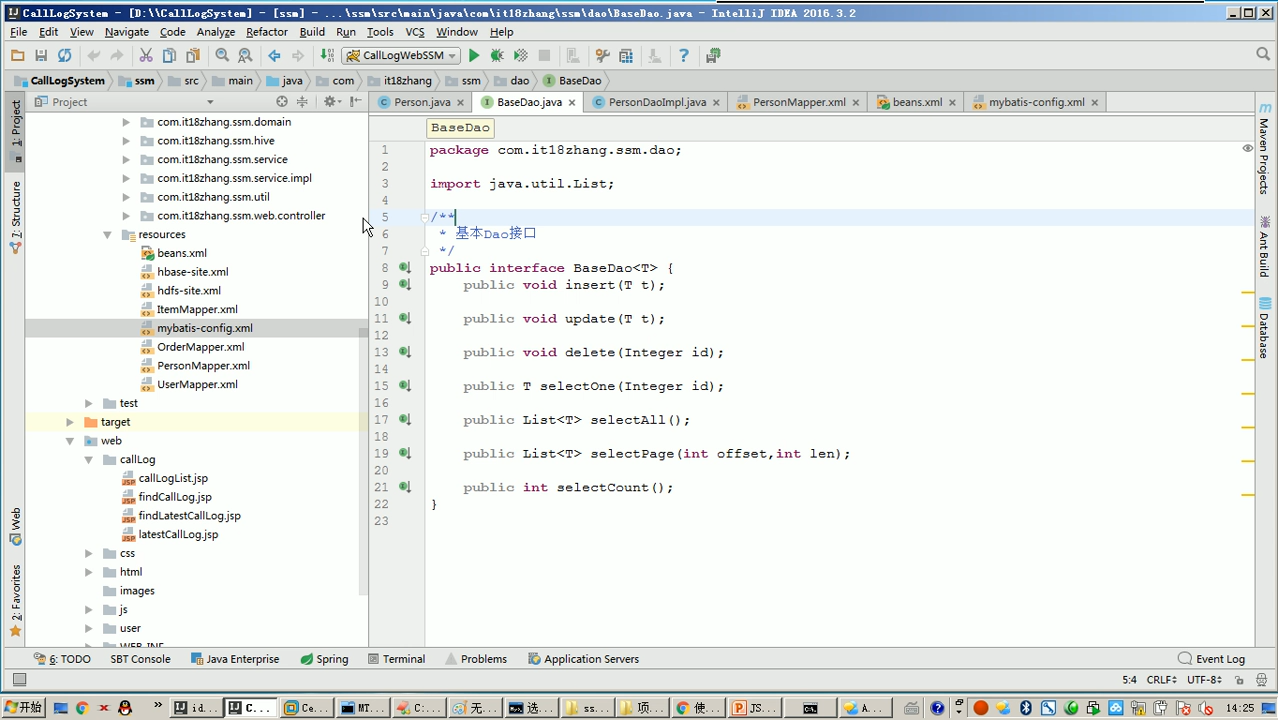 CallLogSystem - [D:\CallLogSystem] - [ssm] - ...\ssm\src\main\java\com\it18zhang\ssm\dao\BaseDao.java - IntelliJ IDEA 2016.3.2
File Edit View Navigate Code Analyze Refactor Build Run Tools VCS Window Help
CallLogWebSSM
CallLogSystem ssm src main java com it18zhang ssm dao BaseDao
Project
Person.java BaseDao.java PersonDaoImpl.java PersonMapper.xml beans.xml mybatis-config.xml
1: Project
7: Structure
Web
2: Favorites
com.it18zhang.ssm.domain
com.it18zhang.ssm.hive
com.it18zhang.ssm.service
com.it18zhang.ssm.service.impl
com.it18zhang.ssm.util
com.it18zhang.ssm.web.controller
resources
beans.xml
hbase-site.xml
hdfs-site.xml
ItemMapper.xml
mybatis-config.xml
OrderMapper.xml
PersonMapper.xml
UserMapper.xml
test
target
web
callLog
callLogList.jsp
findCallLog.jsp
findLatestCallLog.jsp
latestCallLog.jsp
css
html
images
js
user
WEB-INF
BaseDao
1 package com.it18zhang.ssm.dao;
2
3 import java.util.List;
4
5 /**
6 * 基本Dao接口
7 */
8 public interface BaseDao<T> {
9 public void insert(T t);
10
11 public void update(T t);
12
13 public void delete(Integer id);
14
15 public T selectOne(Integer id);
16
17 public List<T> selectAll();
18
19 public List<T> selectPage(int offset,int len);
20
21 public int selectCount();
22 }
23
Maven Projects
Ant Build
Database
6: TODO SBT Console Java Enterprise Spring Terminal Problems Application Servers Event Log
5:4 CRLF UTF-8
开始 id... C... Ce... MI... C:... 无... 选... ss... 项... 使... JS... A... 14:25